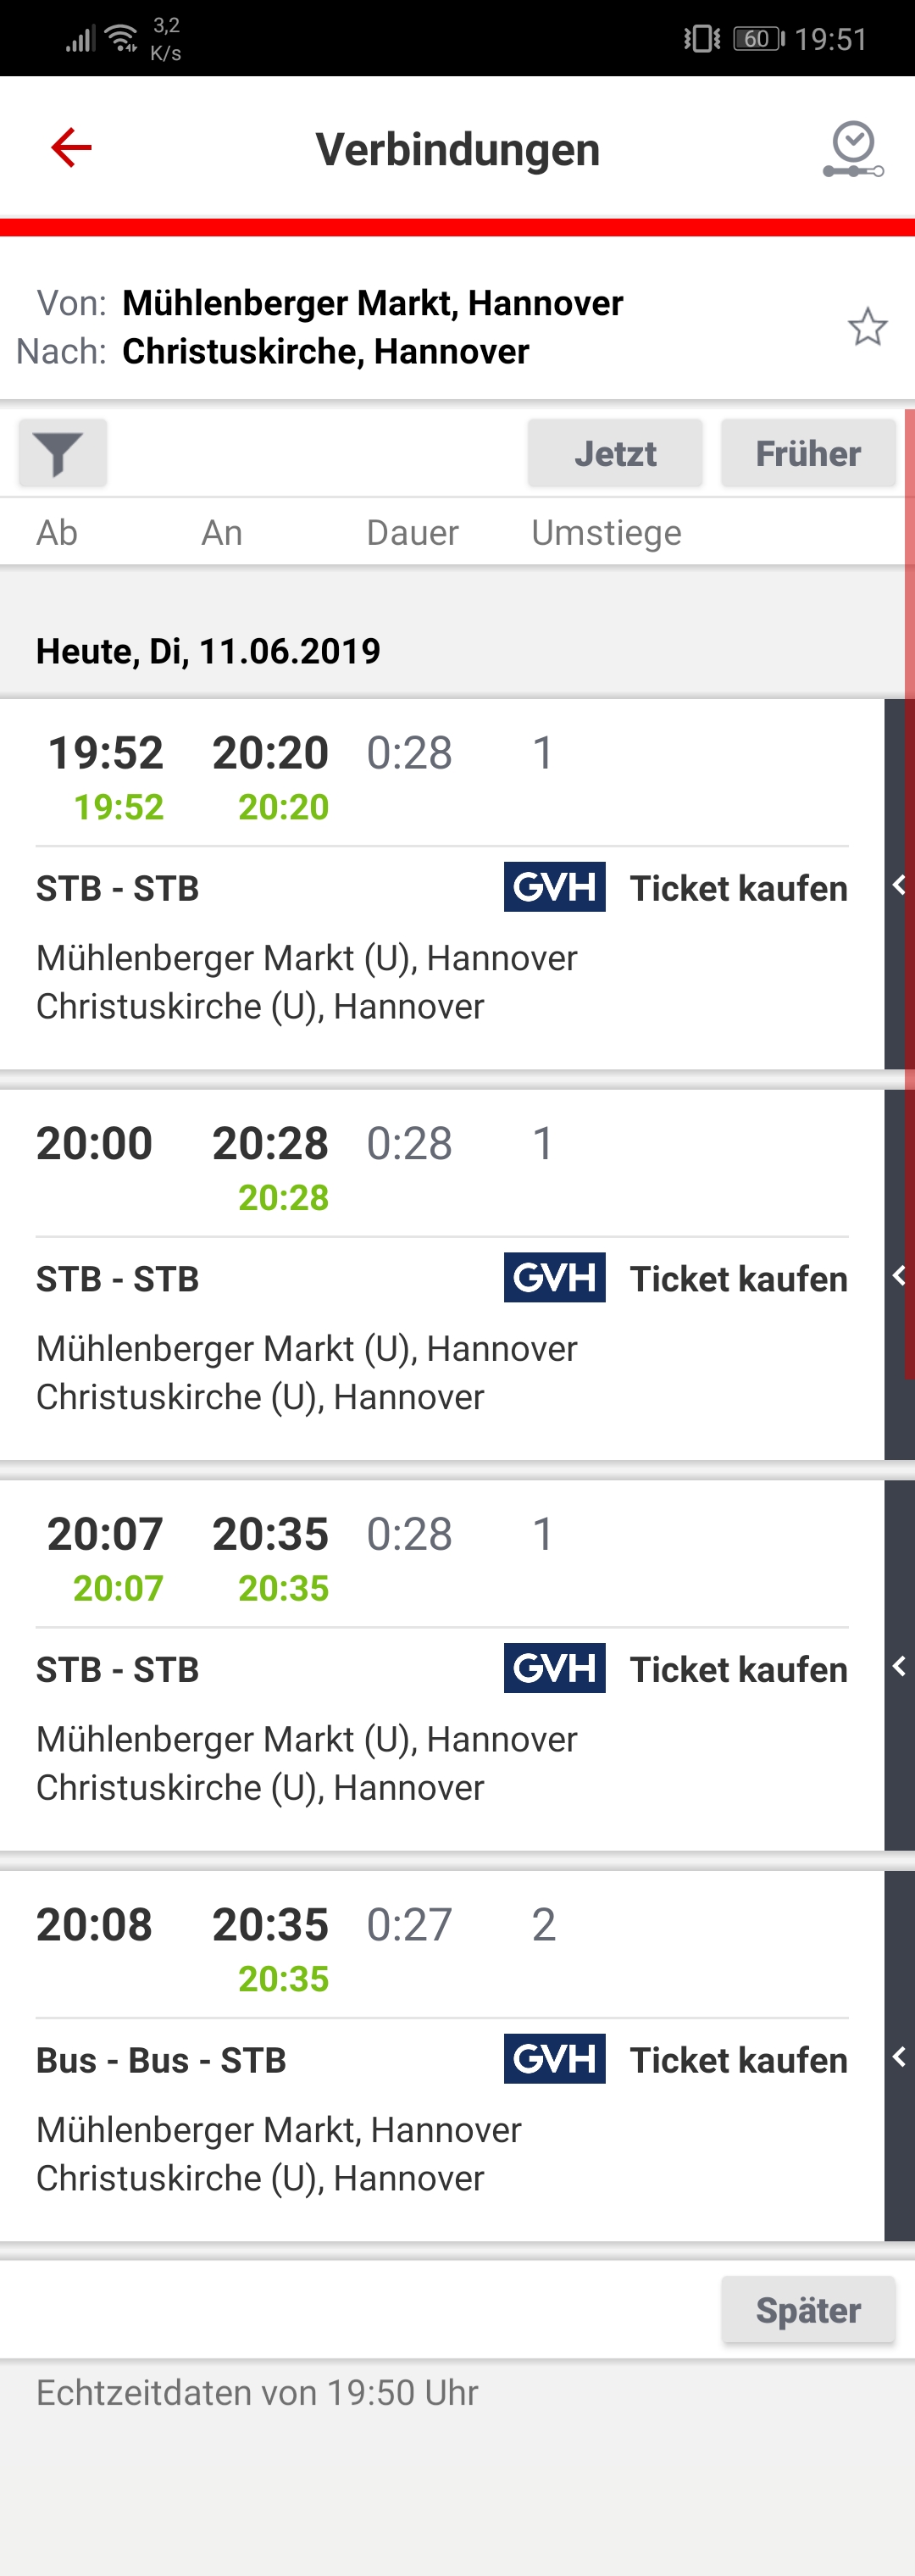 3,2
K/s
60 19:51
Verbindungen
Von: Mühlenberger Markt, Hannover
Nach: Christuskirche, Hannover
Jetzt Früher
Ab An Dauer Umstiege
Heute, Di, 11.06.2019
19:52 20:20 0:28 1
19:52 20:20
STB - STB GVH Ticket kaufen
Mühlenberger Markt (U), Hannover
Christuskirche (U), Hannover
20:00 20:28 0:28 1
20:28
STB - STB GVH Ticket kaufen
Mühlenberger Markt (U), Hannover
Christuskirche (U), Hannover
20:07 20:35 0:28 1
20:07 20:35
STB - STB GVH Ticket kaufen
Mühlenberger Markt (U), Hannover
Christuskirche (U), Hannover
20:08 20:35 0:27 2
20:35
Bus - Bus - STB GVH Ticket kaufen
Mühlenberger Markt, Hannover
Christuskirche (U), Hannover
Später
Echtzeitdaten von 19:50 Uhr